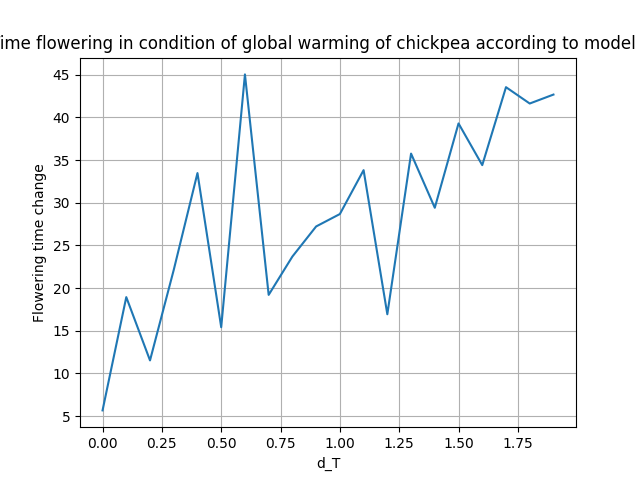 ime flowering in condition of global warming of chickpea according to model
45
40
35
30
25
20
15
10
5
Flowering time change
0.00 0.25 0.50 0.75 1.00 1.25 1.50 1.75
d_T